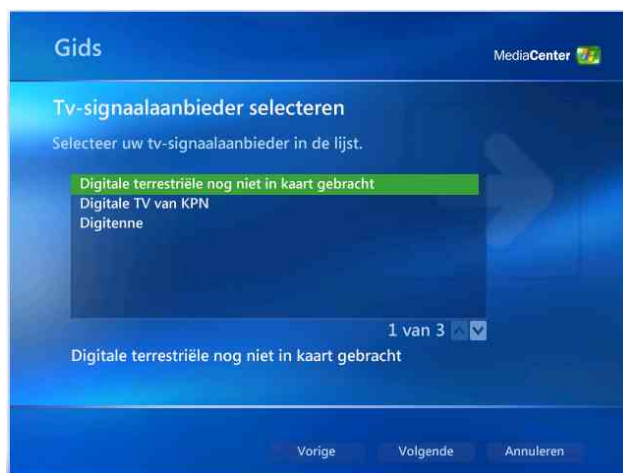 Gids
MediaCenter
Tv-signaalaanbieder selecteren
Selecteer uw tv-signaalaanbieder in de lijst.
Digitale terrestriële nog niet in kaart gebracht
Digitale TV van KPN
Digitenne
1 van 3
Digitale terrestriële nog niet in kaart gebracht
Vorige Volgende Annuleren